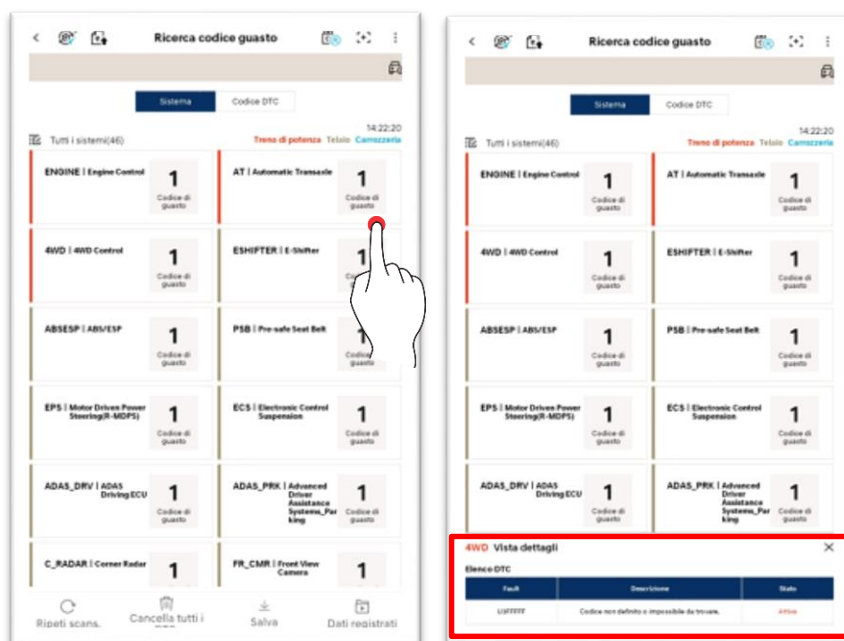 Ricerca codice guasto
Sistema Codice DTC
14:22:20
Tutti i sistemi(46) Treno di potenza Telaio Carrozzeria
ENGINE | Engine Control
1
Codice di guasto
AT | Automatic Transaxle
1
Codice di guasto
4WD | 4WD Control
1
Codice di guasto
ESHIFTER | E-Shifter
1
ABSESP | ABS/ESP
1
Codice di guasto
PSB | Pre-safe Seat Belt
1
guasto
EPS | Motor Driven Power
Steering(R-MDPS)
1
Codice di guasto
ECS | Electronic Control
Suspension
1
Codice di guasto
ADAS_DRV | ADAS
Driving ECU
1
Codice di guasto
ADAS_PRK | Advanced
Driver
Assistance
Systems_Par
king
1
Codice di guasto
C_RADAR | Corner Radar
1
FR_CMR | Front View
Camera
1
Ripeti scans.
Cancella tutti i
Salva
Dati registrati
Ricerca codice guasto
Sistema Codice DTC
14:22:20
Tutti i sistemi(46) Treno di potenza Telaio Carrozzeria
ENGINE | Engine Control
1
Codice di guasto
AT | Automatic Transaxle
1
Codice di guasto
4WD | 4WD Control
1
Codice di guasto
ESHIFTER | E-Shifter
1
Codice di guasto
ABSESP | ABS/ESP
1
Codice di guasto
PSB | Pre-safe Seat Belt
1
Codice di guasto
EPS | Motor Driven Power
Steering(R-MDPS)
1
Codice di guasto
ECS | Electronic Control
Suspension
1
Codice di guasto
ADAS_DRV | ADAS
Driving ECU
1
Codice di guasto
ADAS_PRK | Advanced
Driver
Assistance
Systems_Par
king
1
Codice di guasto
4WD Vista dettagli
Elenco DTC
Fault Descrizione Stato
Codice non definito o impossibile da trovare. Attivo